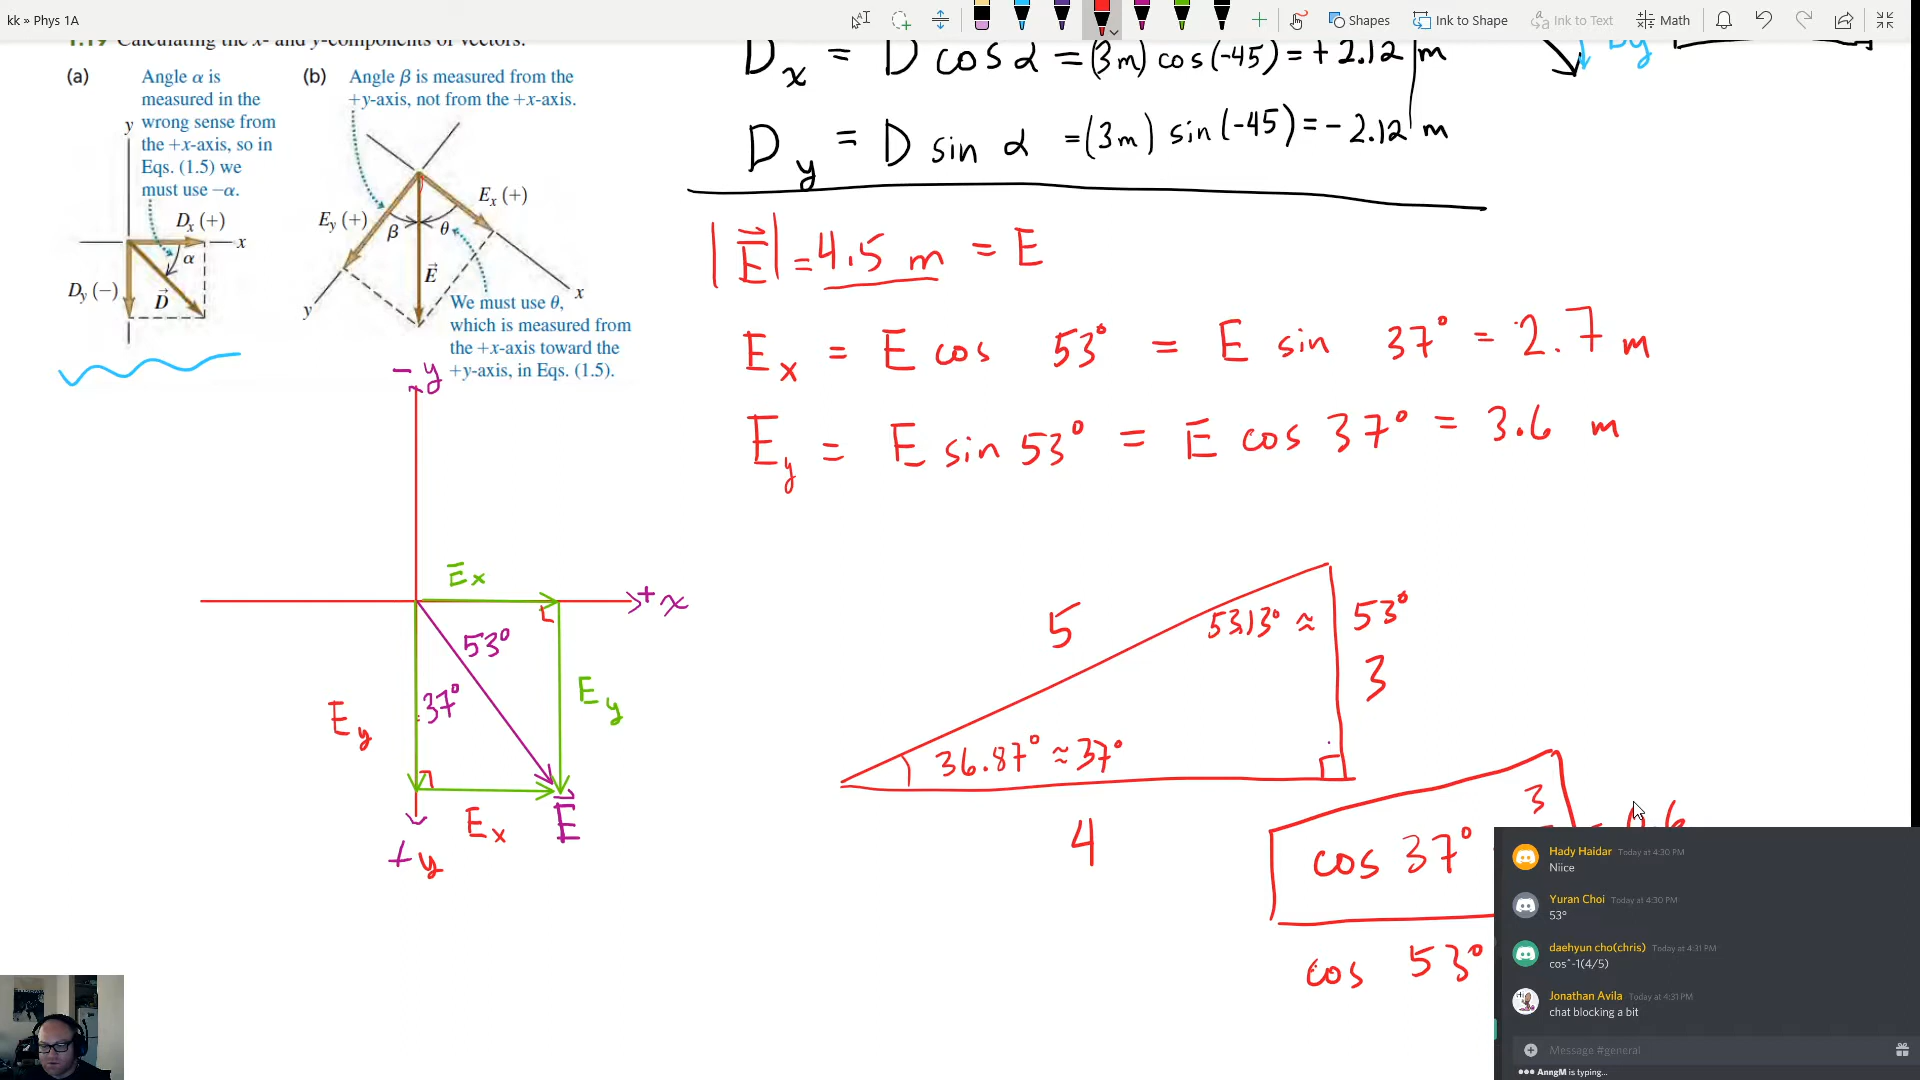 kk » Phys 1A
Shapes
Ink to Shape
Ink to Text
Math
1.19 Calculating the x- and y-components of vectors.
(a)
Angle α is
measured in the
wrong sense from
the +x-axis, so in
Eqs. (1.5) we
must use −α.
y
Dx (+)
x
α
Dy (−)
D⃗
(b)
Angle β is measured from the
+y-axis, not from the +x-axis.
Ex (+)
Ey (+)
β
θ
E⃗
x
y
We must use θ,
which is measured from
the +x-axis toward the
+y-axis, in Eqs. (1.5).
Dx = D cos α = (3m) cos(-45) = +2.12 m
Dy = D sin α = (3m) sin(-45) = -2.12 m
Dy
|E⃗| = 4.5 m = E
Ex = E cos 53° = E sin 37° = 2.7 m
Ey = E sin 53° = E cos 37° = 3.6 m
-y
Ex
+x
53°
37°
Ey
Ey
Ex
E⃗
+y
5
53.13° ≈ 53°
3
36.87° ≈ 37°
4
3
cos 37°
cos 53°
Hady Haidar Today at 4:30 PM
Niice
Yuran Choi Today at 4:30 PM
53°
daehyun cho(chris) Today at 4:31 PM
cos^-1(4/5)
Jonathan Avila Today at 4:31 PM
chat blocking a bit
Message #general
AnngM is typing...